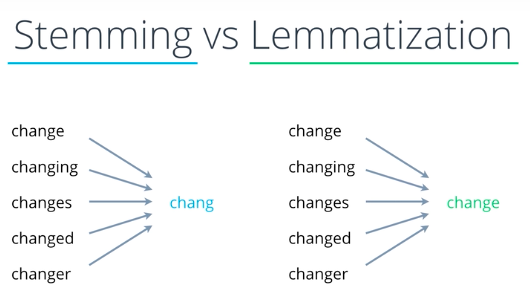 Stemming vs Lemmatization
change
changing
changes
changed
changer
chang
change
changing
changes
changed
changer
change